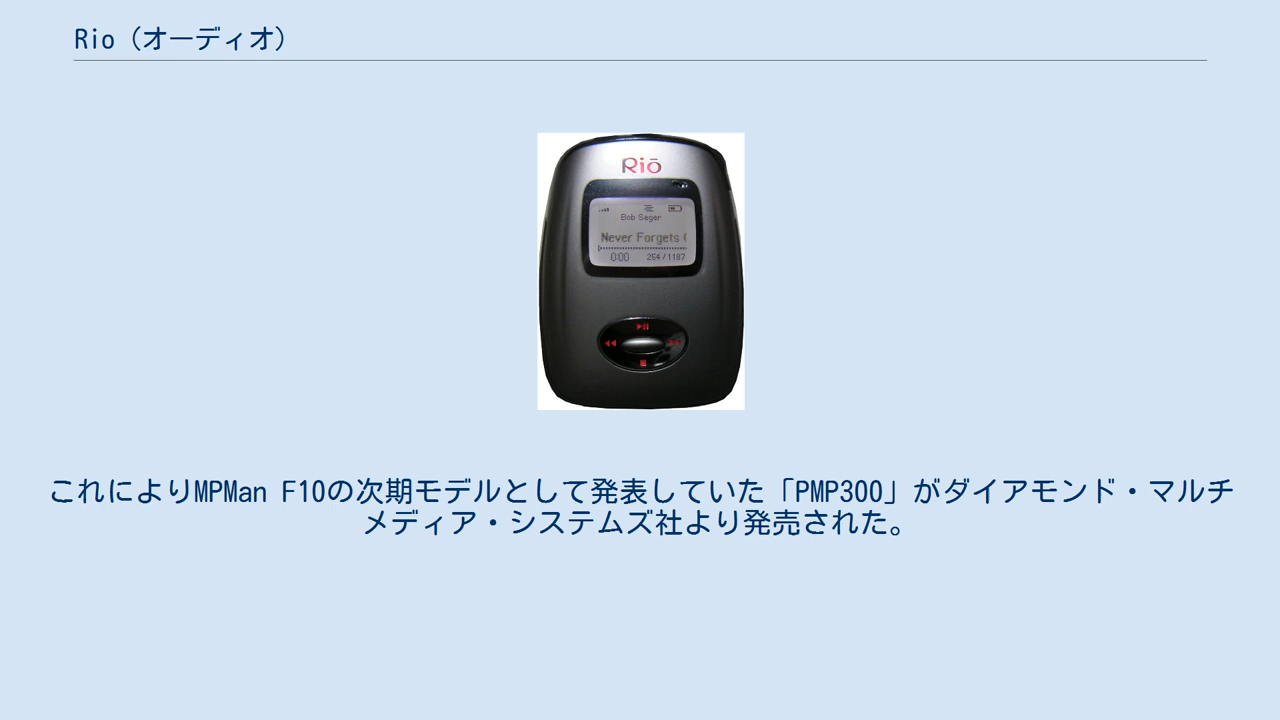 Rio（オーディオ）
Rio
Bob Seger
Never Forgets (
0:00 264/1187
これによりMPMan F10の次期モデルとして発表していた「PMP300」がダイアモンド・マルチ
メディア・システムズ社より発売された。